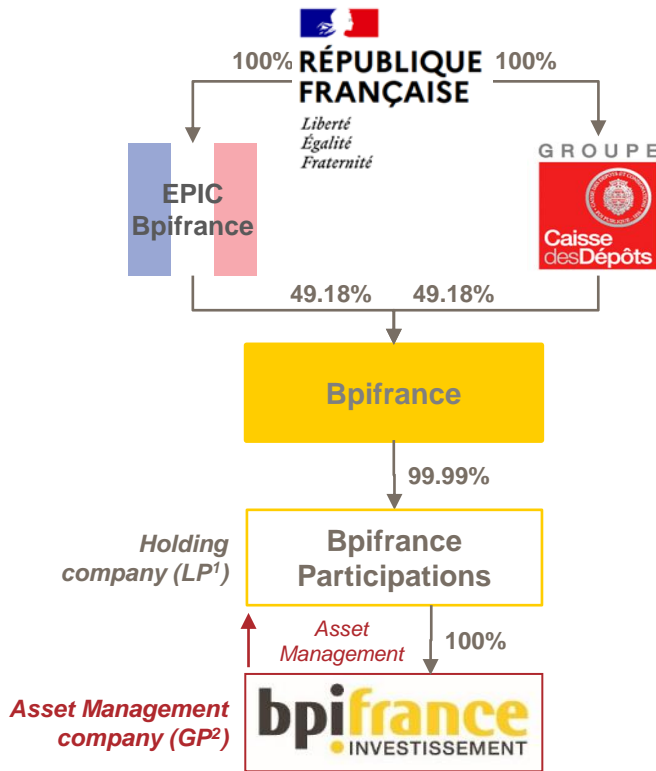 100%
RÉPUBLIQUE
FRANÇAISE
100%
Liberté
Égalité
Fraternité
EPIC
Bpifrance
GROUPE
Caisse
desDépôts
49.18%
49.18%
Bpifrance
99.99%
Holding
company (LP¹)
Bpifrance
Participations
Asset
Management
100%
Asset Management
company (GP²)
bpifrance
INVESTISSEMENT